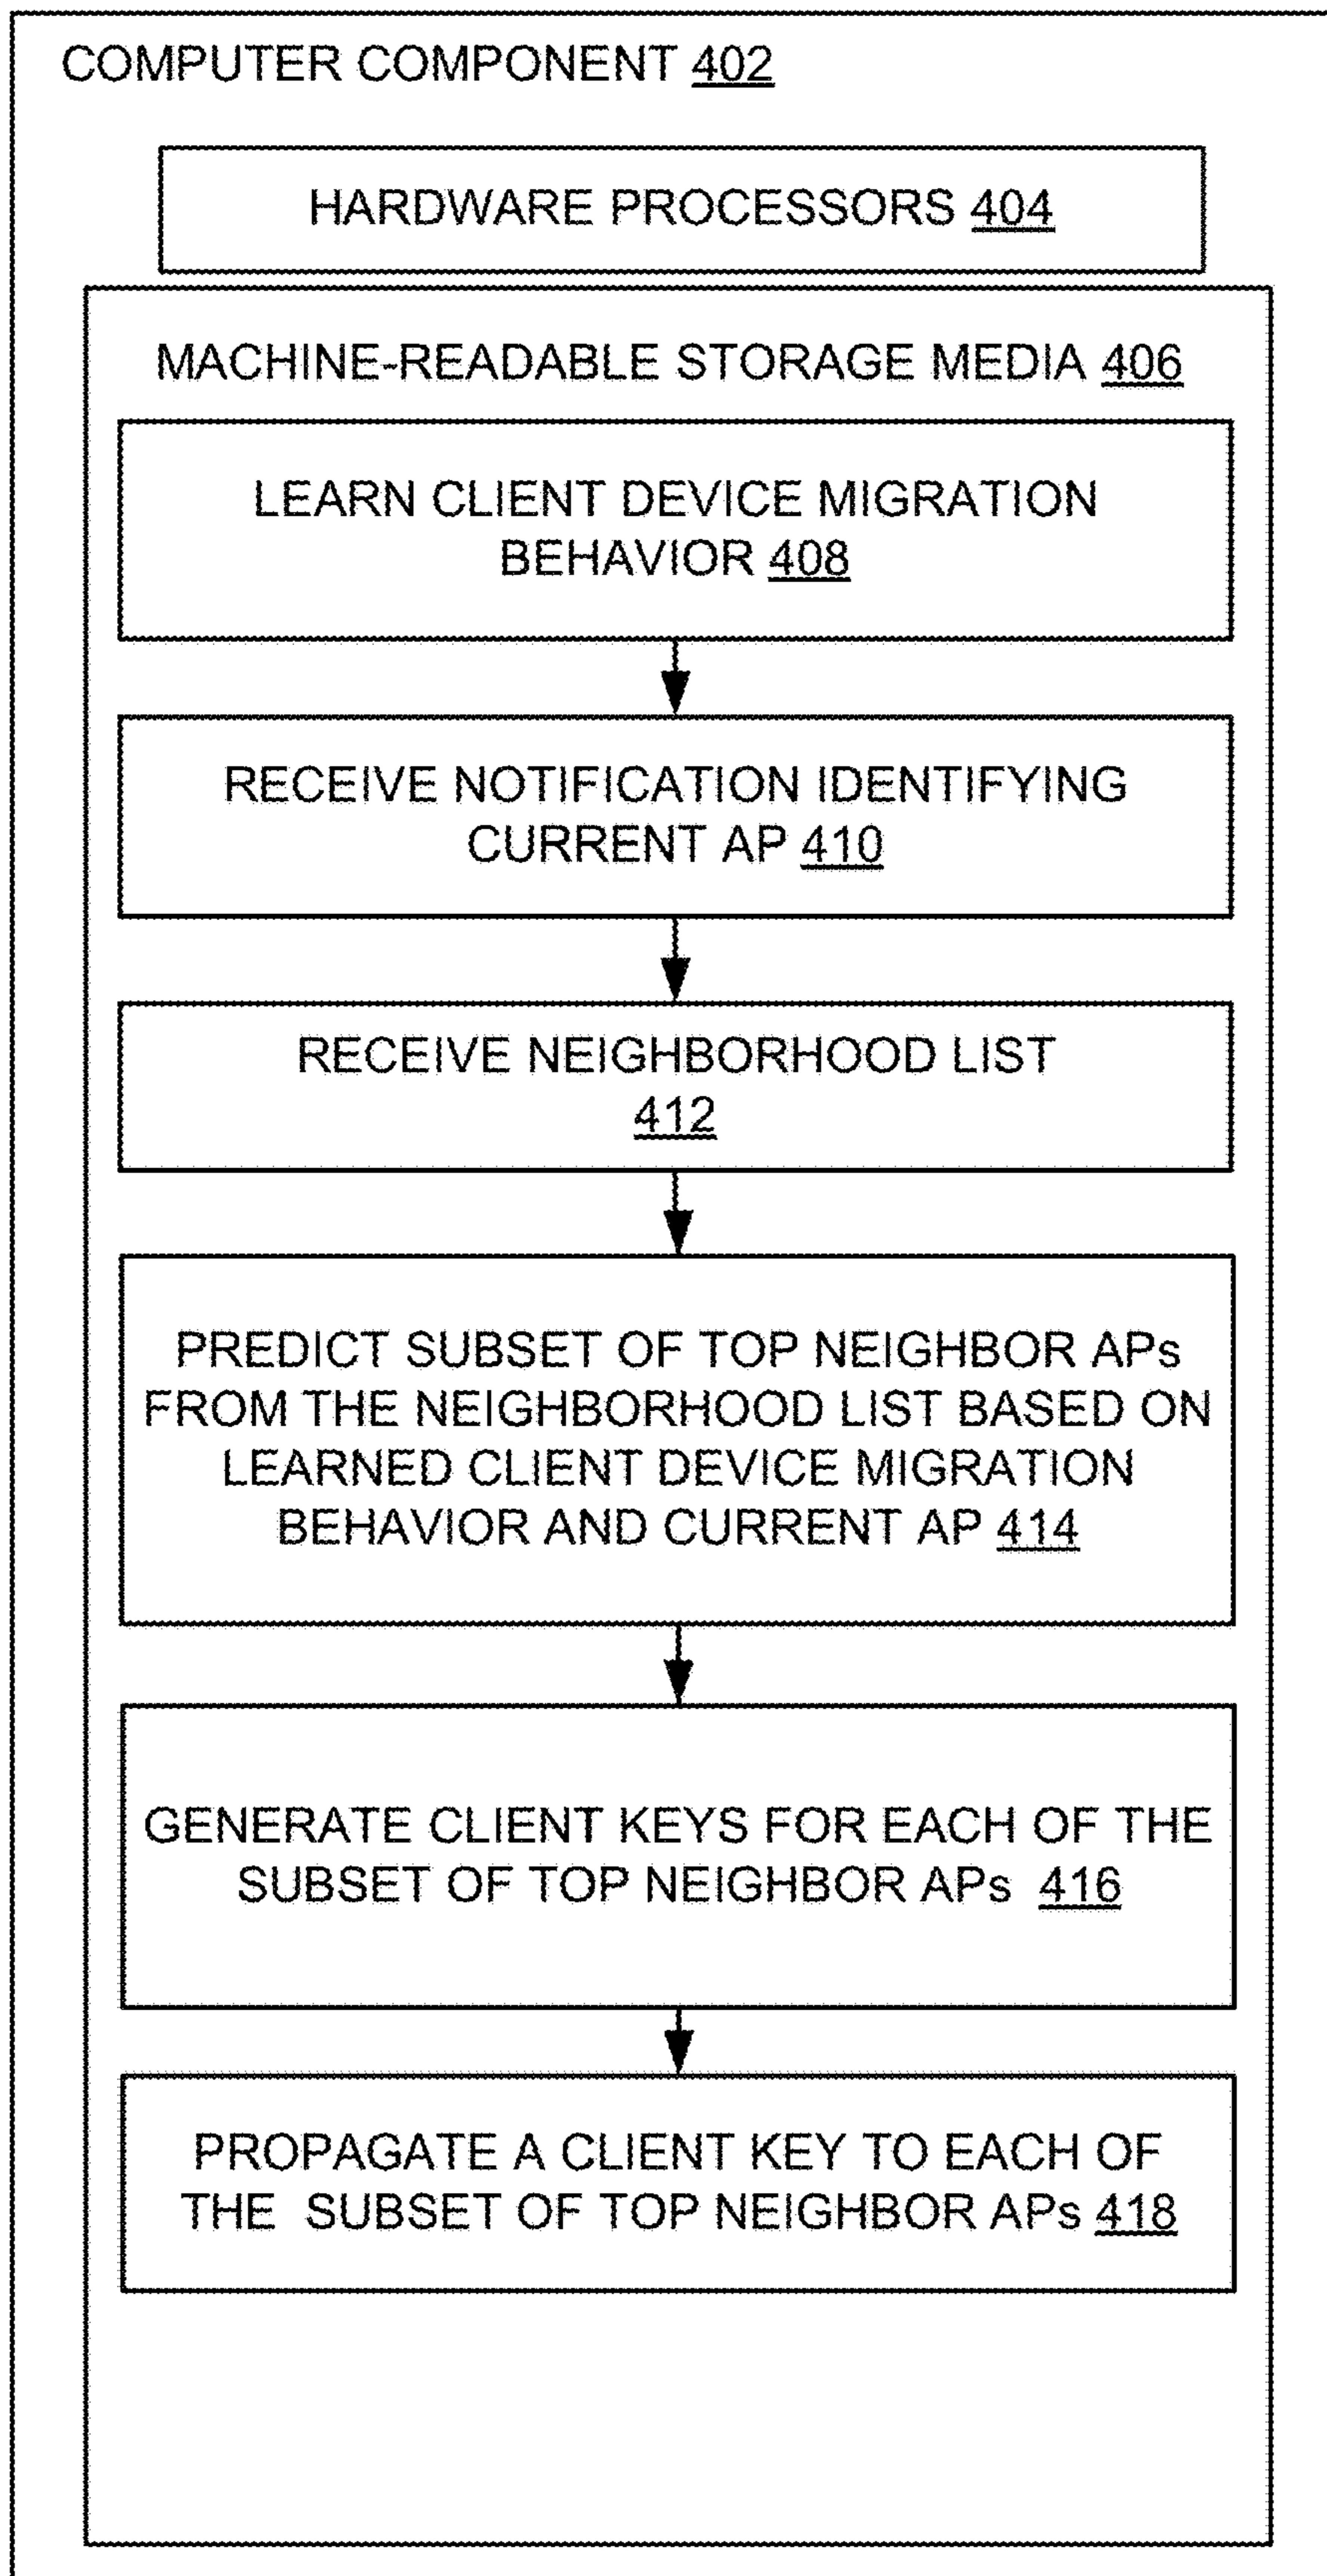 COMPUTER COMPONENT 402
HARDWARE PROCESSORS 404
MACHINE-READABLE STORAGE MEDIA 406
LEARN CLIENT DEVICE MIGRATION
BEHAVIOR 408
RECEIVE NOTIFICATION IDENTIFYING
CURRENT AP 410
RECEIVE NEIGHBORHOOD LIST
412
PREDICT SUBSET OF TOP NEIGHBOR APs
FROM THE NEIGHBORHOOD LIST BASED ON
LEARNED CLIENT DEVICE MIGRATION
BEHAVIOR AND CURRENT AP 414
GENERATE CLIENT KEYS FOR EACH OF THE
SUBSET OF TOP NEIGHBOR APs 416
PROPAGATE A CLIENT KEY TO EACH OF
THE SUBSET OF TOP NEIGHBOR APs 418